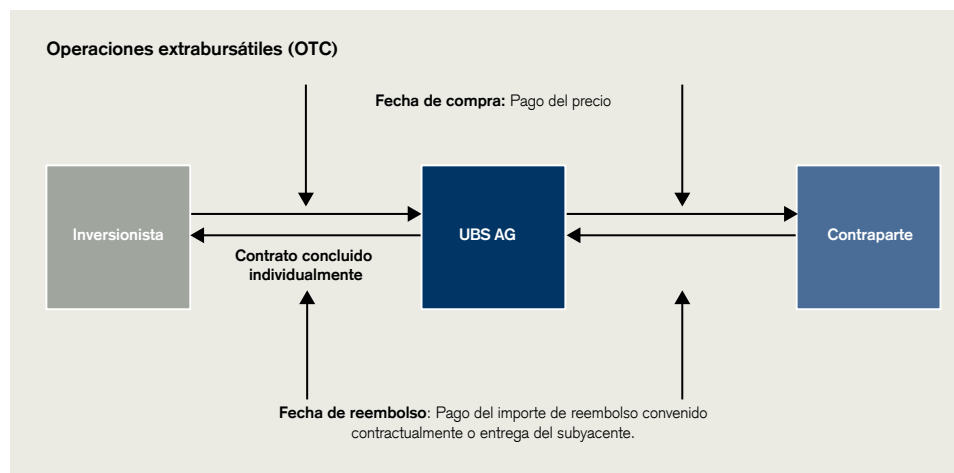 Operaciones extrabursátiles (OTC)
Fecha de compra: Pago del precio
Inversionista
UBS AG
Contraparte
Contrato concluido
individualmente
Fecha de reembolso: Pago del importe de reembolso convenido
contractualmente o entrega del subyacente.